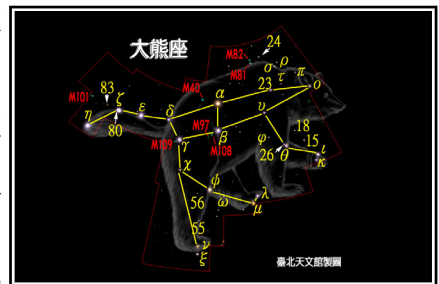 大熊座
24
M82
M81
σ ρ
τ π
23 ο
M101
83
ζ
M40
α
η
80
ε
δ
υ
M97
β
18
γ
M109
M108
φ
15
26
θ
ι
κ
χ
ϕ
56
ω
λ
μ
55
ν
ξ
臺北天文館製圖